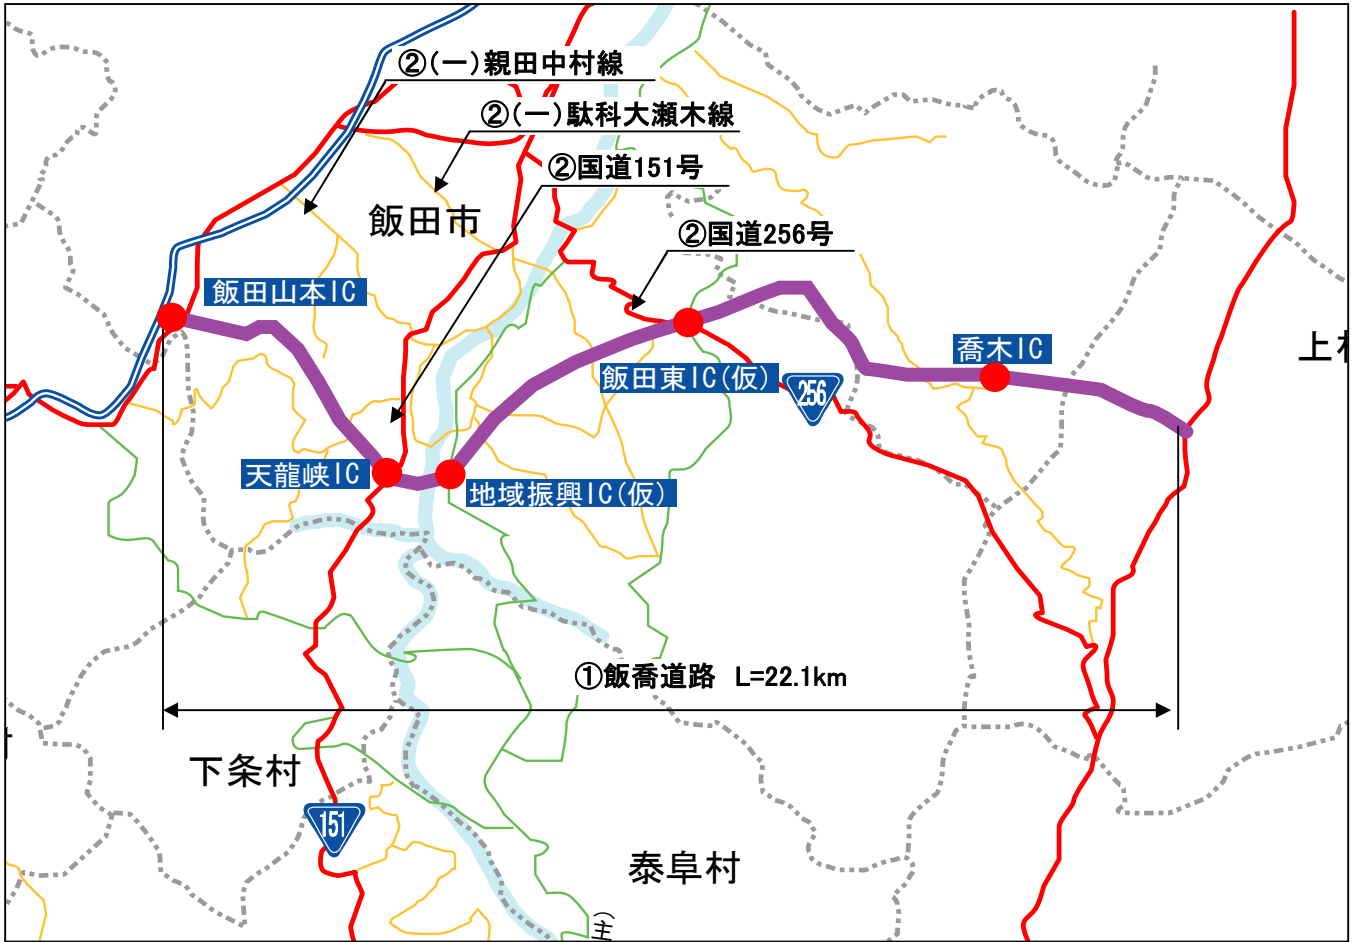 ②(一)親田中村線
②(一)駄科大瀬木線
②国道151号
飯田市
②国道256号
飯田山本IC
喬木IC
飯田東IC(仮)
256
天龍峡IC
地域振興IC(仮)
①飯喬道路 L=22.1km
下条村
151
泰阜村
(主